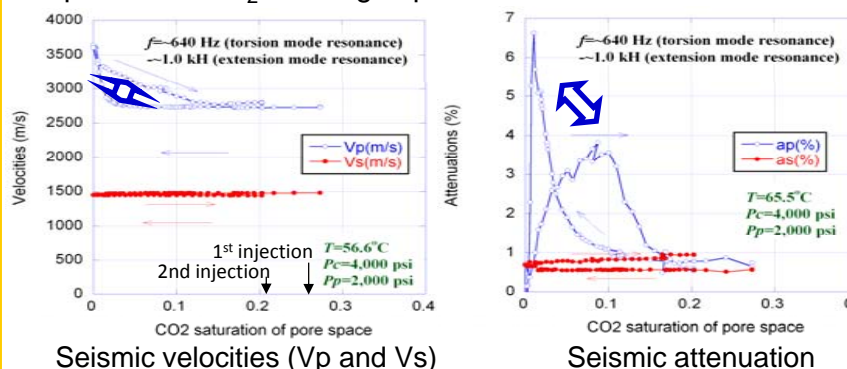 f=~640 Hz (torsion mode resonance)
~1.0 kH (extension mode resonance)
Velocities (m/s)
4000
3500
3000
2500
2000
1500
1000
500
0
Vp(m/s)
Vs(m/s)
1st injection
2nd injection
T=56.6°C
Pc=4,000 psi
Pp=2,000 psi
0
0.1
0.2
0.3
0.4
CO2 saturation of pore space
Seismic velocities (Vp and Vs)
f=~640 Hz (torsion mode resonance)
~1.0 kH (extension mode resonance)
Attenuations (%)
7
6
5
4
3
2
1
0
ap(%)
as(%)
T=65.5°C
Pc=4,000 psi
Pp=2,000 psi
0
0.1
0.2
0.3
CO2 saturation of pore space
Seismic attenuation